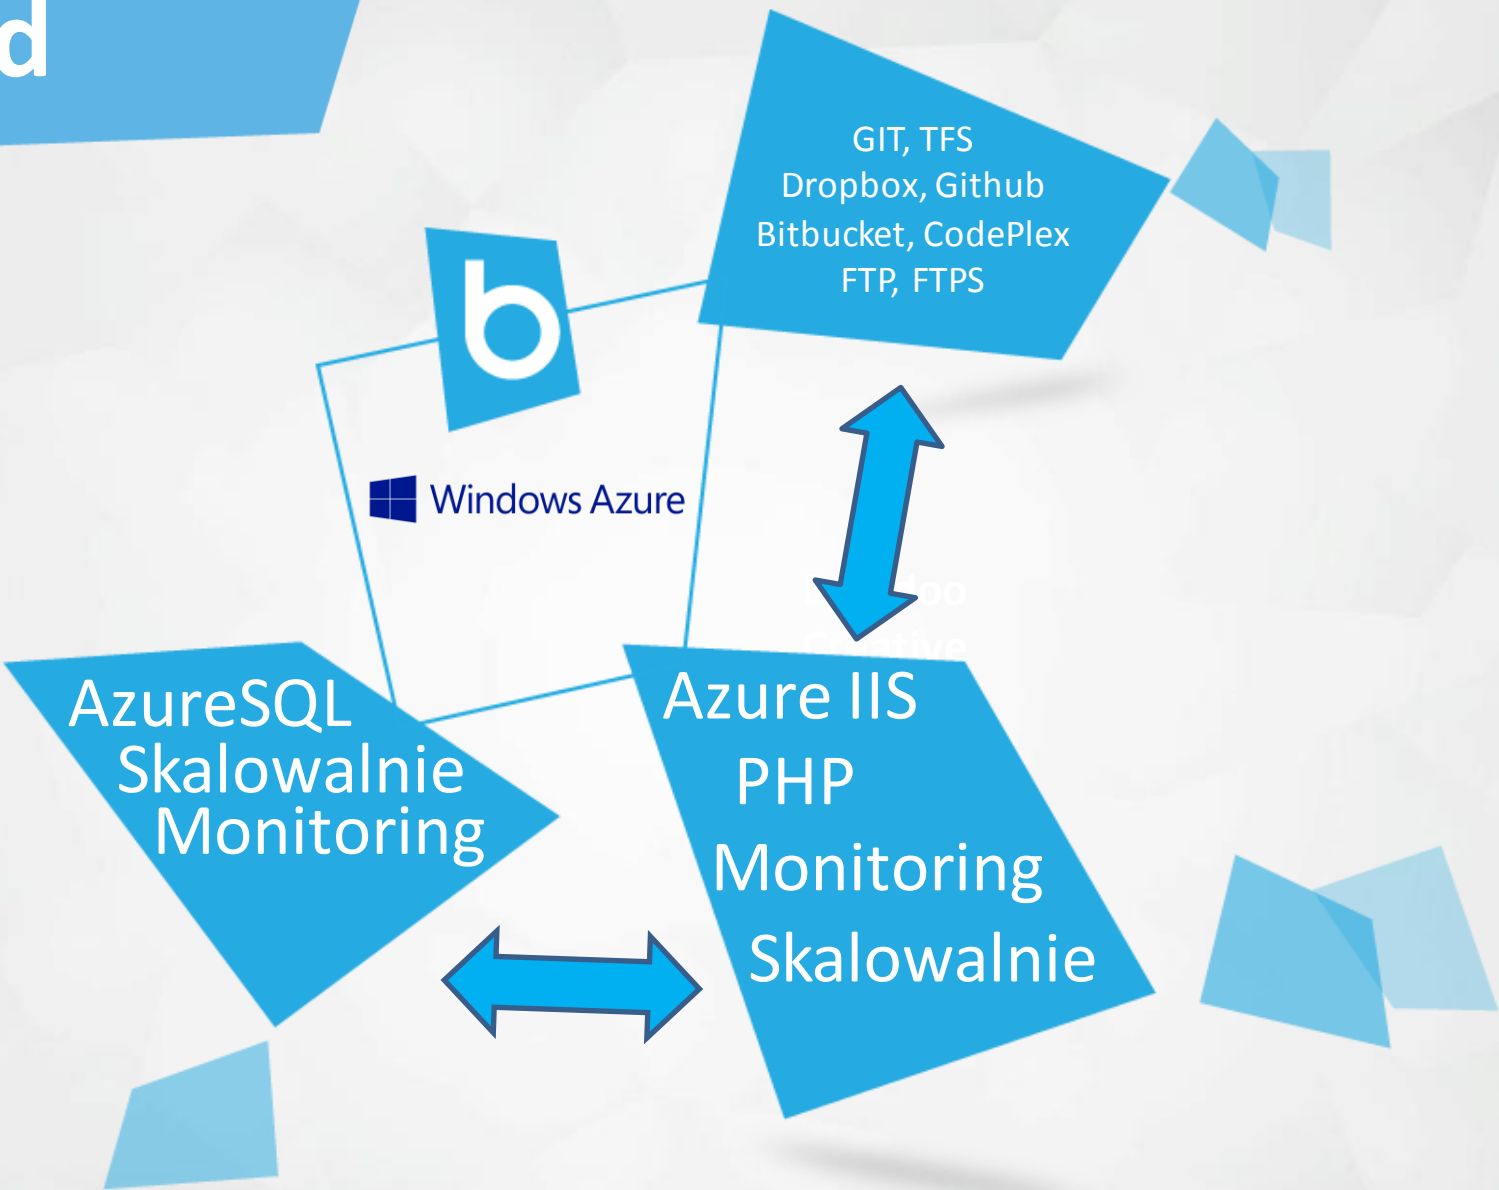 d
GIT, TFS
Dropbox, Github
Bitbucket, CodePlex
FTP, FTPS
b
Windows Azure
AzureSQL
Skalowalnie
Monitoring
Azure IIS
PHP
Monitoring
Skalowalnie